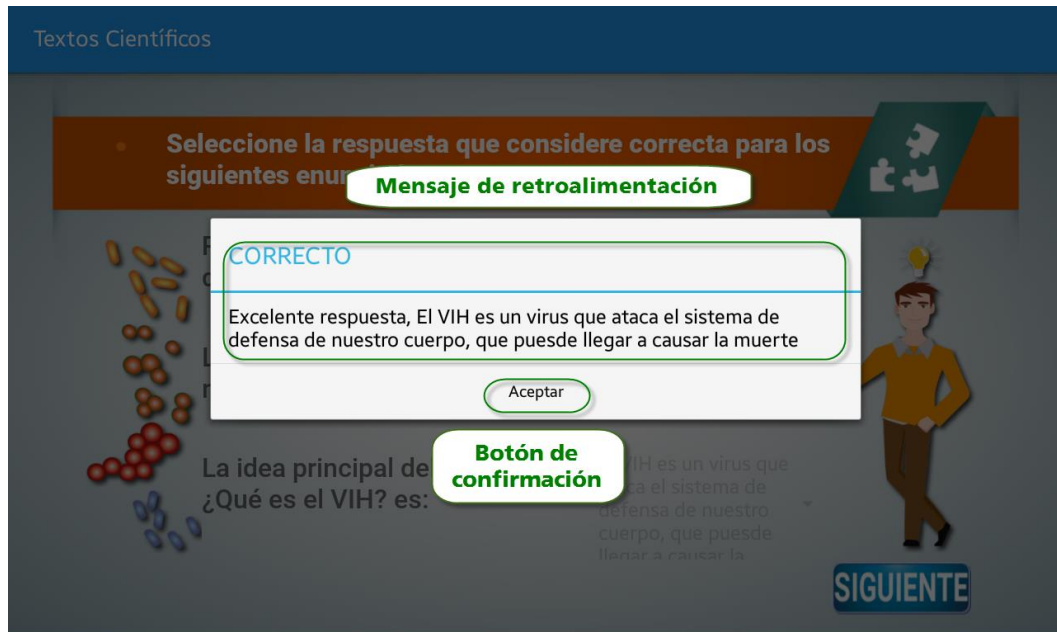 Textos Científicos
Seleccione la respuesta que considere correcta para los
siguientes
Mensaje de retroalimentación
CORRECTO
Excelente respuesta, El VIH es un virus que ataca el sistema de
defensa de nuestro cuerpo, que puesde llegar a causar la muerte
Aceptar
Botón de
confirmación
La idea principal de
¿Qué es el VIH? es:
VIH es un virus que
el sistema de
defensa de nuestro
cuerpo, que puesde
llegar a causar la
SIGUIENTE